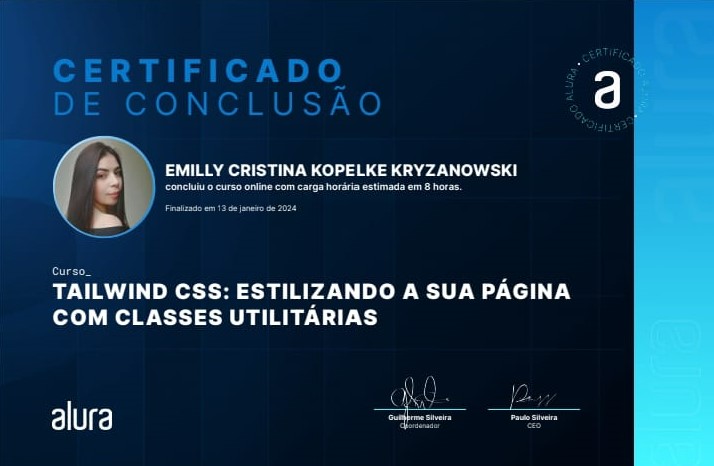 CERTIFICADO
DE CONCLUSÃO
ALURA • CERTIFICADO ALURA • CERTIFICADO
a
EMILLY CRISTINA KOPELKE KRYZANOWSKI
concluiu o curso online com carga horária estimada em 8 horas.
Finalizado em 13 de janeiro de 2024
Curso_
TAILWIND CSS: ESTILIZANDO A SUA PÁGINA
COM CLASSES UTILITÁRIAS
alura
Guilherme Silveira
Coordenador
Paulo Silveira
CEO
alura
alura